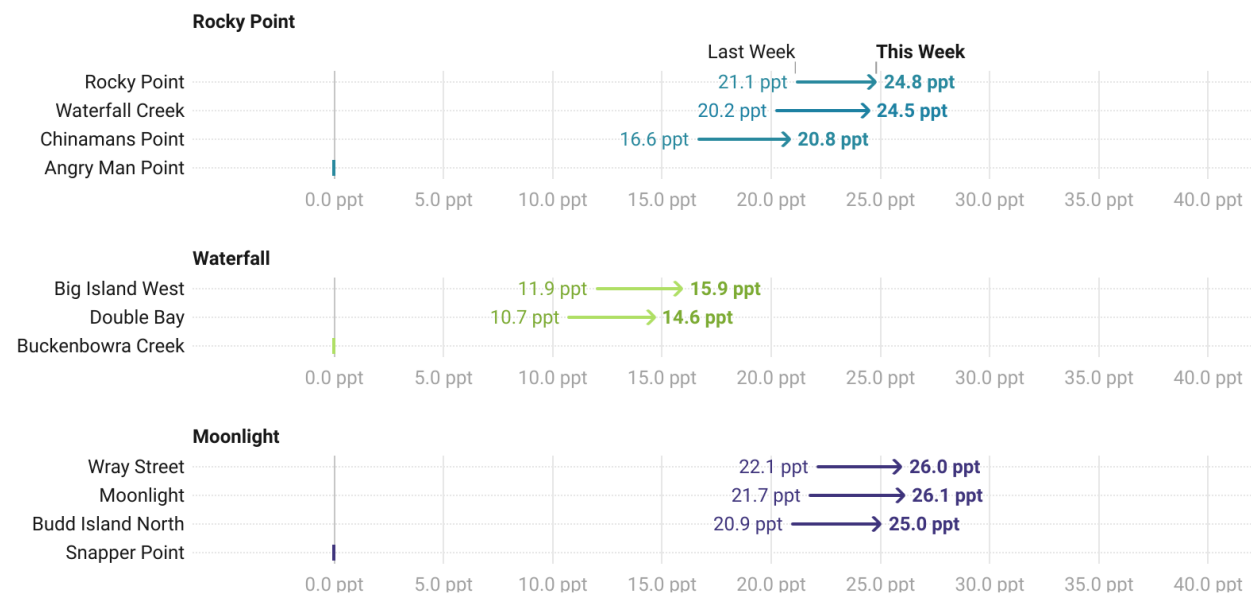 Rocky Point
Last Week This Week
Rocky Point 21.1 ppt 24.8 ppt
Waterfall Creek 20.2 ppt 24.5 ppt
Chinamans Point 16.6 ppt 20.8 ppt
Angry Man Point
0.0 ppt 5.0 ppt 10.0 ppt 15.0 ppt 20.0 ppt 25.0 ppt 30.0 ppt 35.0 ppt 40.0 ppt
Waterfall
Big Island West 11.9 ppt 15.9 ppt
Double Bay 10.7 ppt 14.6 ppt
Buckenbowra Creek
0.0 ppt 5.0 ppt 10.0 ppt 15.0 ppt 20.0 ppt 25.0 ppt 30.0 ppt 35.0 ppt 40.0 ppt
Moonlight
Wray Street 22.1 ppt 26.0 ppt
Moonlight 21.7 ppt 26.1 ppt
Budd Island North 20.9 ppt 25.0 ppt
Snapper Point
0.0 ppt 5.0 ppt 10.0 ppt 15.0 ppt 20.0 ppt 25.0 ppt 30.0 ppt 35.0 ppt 40.0 ppt